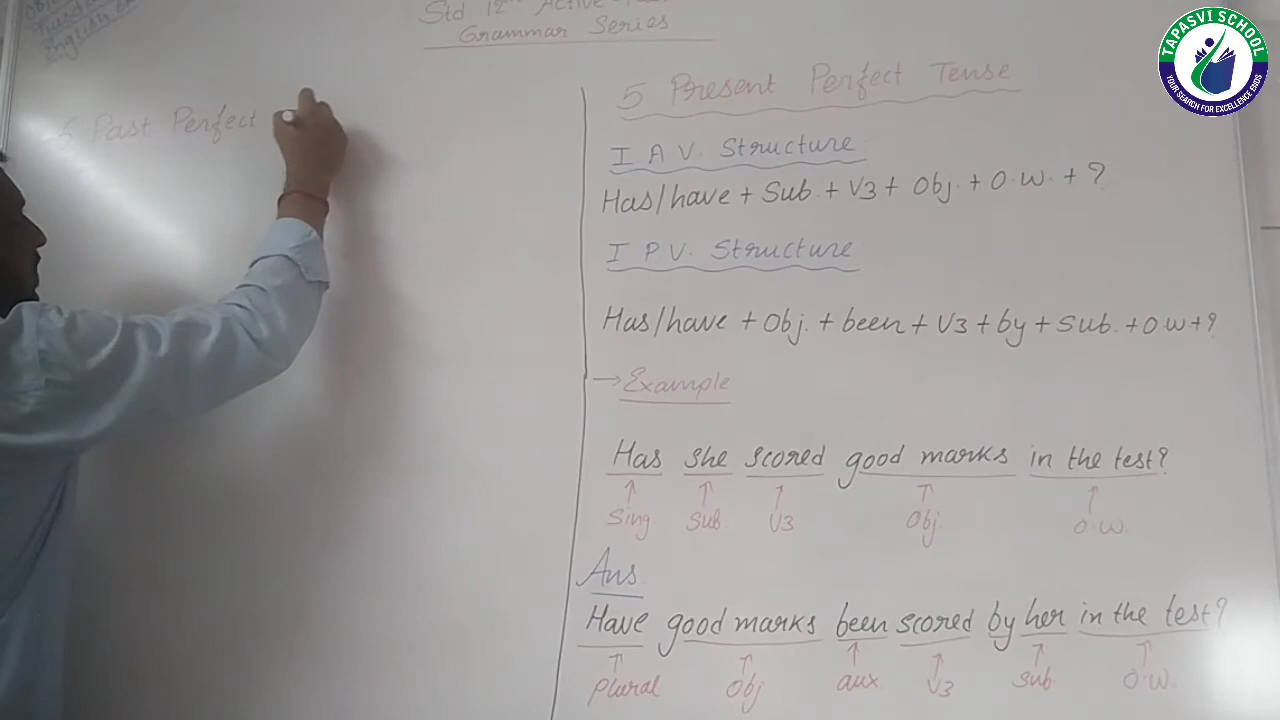 Std 12th Active
Grammar Series
English
6 Past Perfect
5 Present Perfect Tense
I A V. Structure
Has/have + Sub. + V3 + Obj. + O.W. + ?
I P V. Structure
Has/have + Obj. + been + V3 + by + Sub. + O W + ?
→ Example
Has she scored good marks in the test?
↑ ↑ ↑ ↑ ↑
Sing. Sub. V3 Obj. O.W.
Ans
Have good marks been scored by her in the test?
↑ ↑ ↑ ↑ ↑ ↑
Plural Obj aux. V3 Sub O.W.
TAPASVI SCHOOL
YOUR SEARCH FOR EXCELLENCE ENDS